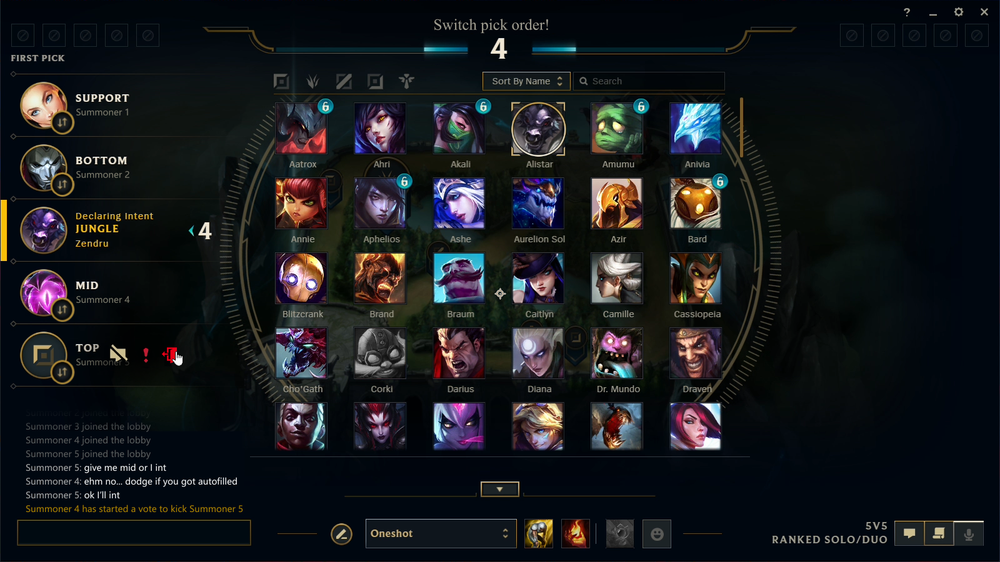 ?
Switch pick order!
4
FIRST PICK
Sort By Name
Search
SUPPORT
Summoner 1
BOTTOM
Summoner 2
Declaring Intent
JUNGLE
Zendru
4
MID
Summoner 4
TOP
Summoner 5
Aatrox
Ahri
Akali
Alistar
Amumu
Anivia
Annie
Aphelios
Ashe
Aurelion Sol
Azir
Bard
Blitzcrank
Brand
Braum
Caitlyn
Camille
Cassiopeia
Cho'Gath
Corki
Darius
Diana
Dr. Mundo
Draven
Summoner 2 joined the lobby
Summoner 3 joined the lobby
Summoner 4 joined the lobby
Summoner 5 joined the lobby
Summoner 5: give me mid or I int
Summoner 4: ehm no... dodge if you got autofilled
Summoner 5: ok I'll int
Summoner 4 has started a vote to kick Summoner 5
Oneshot
5V5
RANKED SOLO/DUO